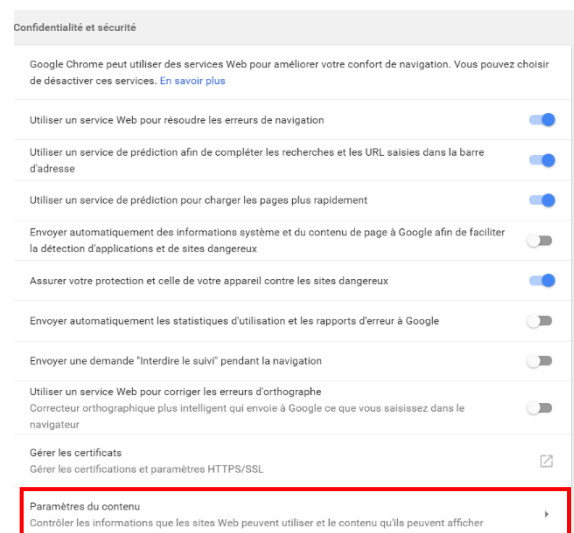 Confidentialité et sécurité
Google Chrome peut utiliser des services Web pour améliorer votre confort de navigation. Vous pouvez choisir
de désactiver ces services. En savoir plus
Utiliser un service Web pour résoudre les erreurs de navigation
Utiliser un service de prédiction afin de compléter les recherches et les URL saisies dans la barre
d'adresse
Utiliser un service de prédiction pour charger les pages plus rapidement
Envoyer automatiquement des informations système et du contenu de page à Google afin de faciliter
la détection d'applications et de sites dangereux
Assurer votre protection et celle de votre appareil contre les sites dangereux
Envoyer automatiquement les statistiques d'utilisation et les rapports d'erreur à Google
Envoyer une demande "Interdire le suivi" pendant la navigation
Utiliser un service Web pour corriger les erreurs d'orthographe
Correcteur orthographique plus intelligent qui envoie à Google ce que vous saisissez dans le
navigateur
Gérer les certificats
Gérer les certifications et paramètres HTTPS/SSL
Paramètres du contenu
Contrôler les informations que les sites Web peuvent utiliser et le contenu qu'ils peuvent afficher